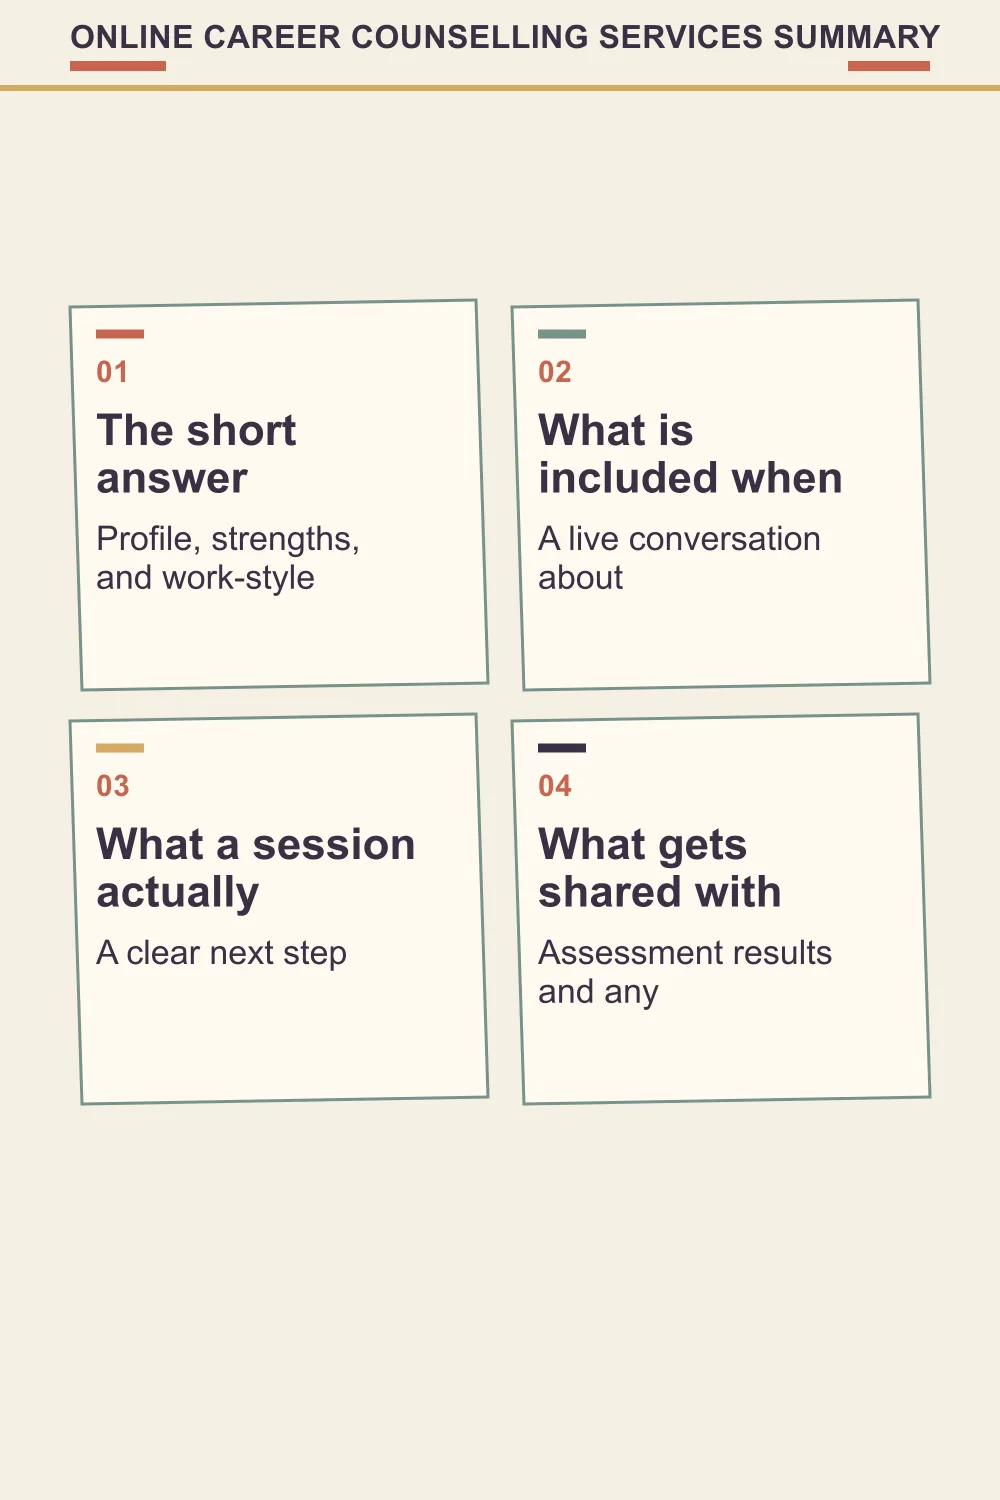 ONLINE CAREER COUNSELLING SERVICES SUMMARY
01
The short
answer
Profile, strengths,
and work-style
02
What is
included when
A live conversation
about
03
What a session
actually
A clear next step
04
What gets
shared with
Assessment results
and any